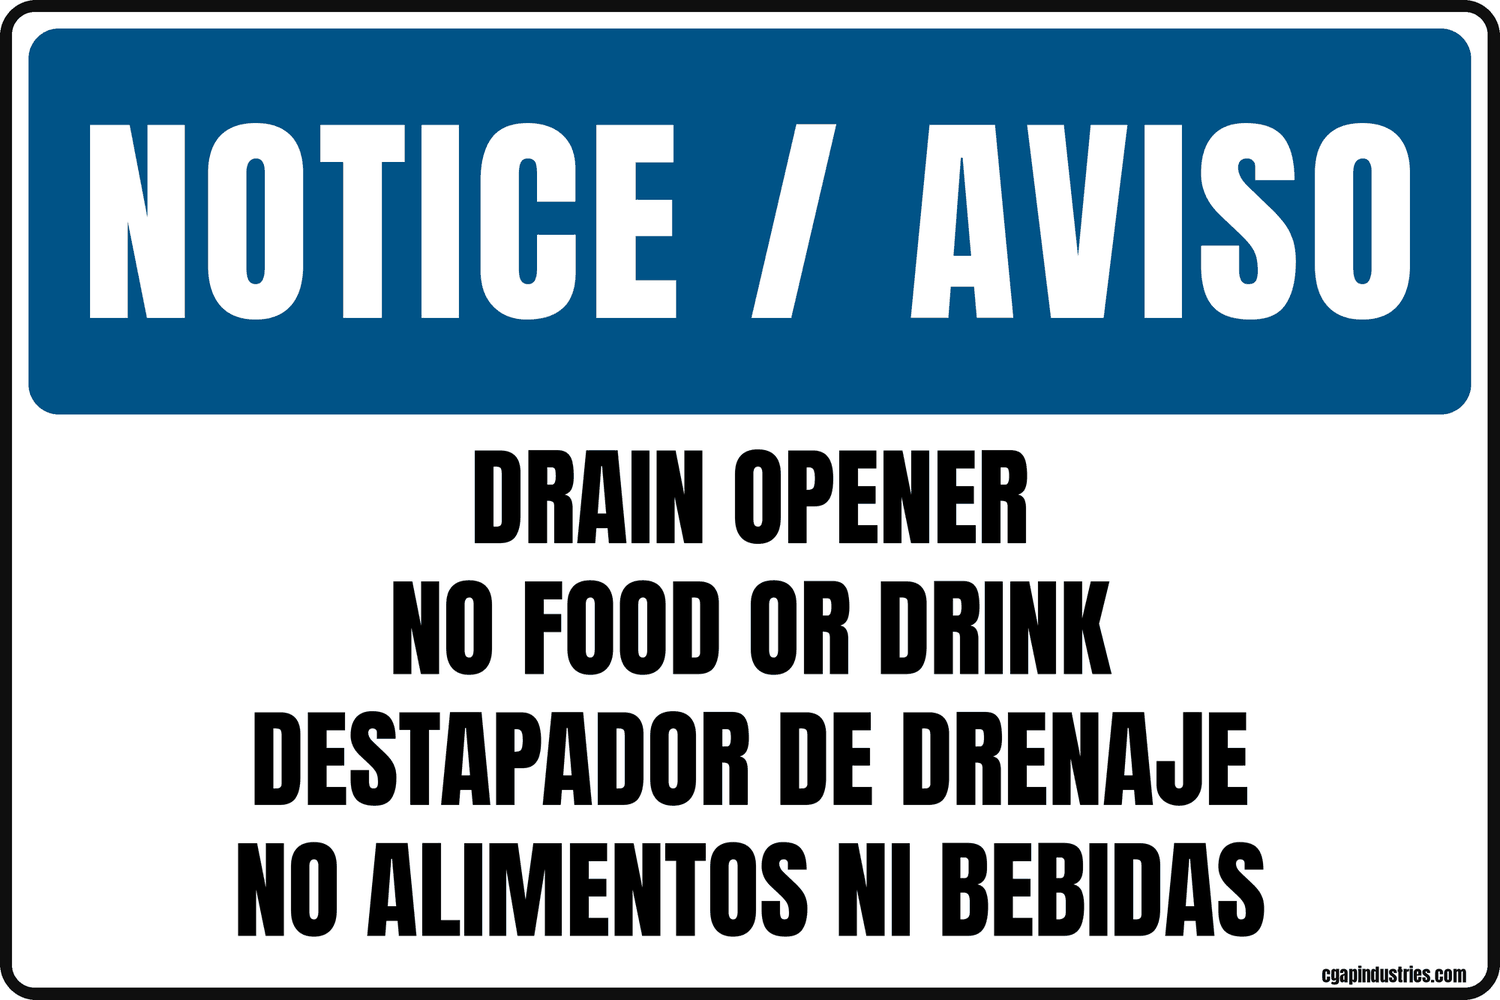 NOTICE / AVISO
DRAIN OPENER
NO FOOD OR DRINK
DESTAPADOR DE DRENAJE
NO ALIMENTOS NI BEBIDAS
cgapindustries.com